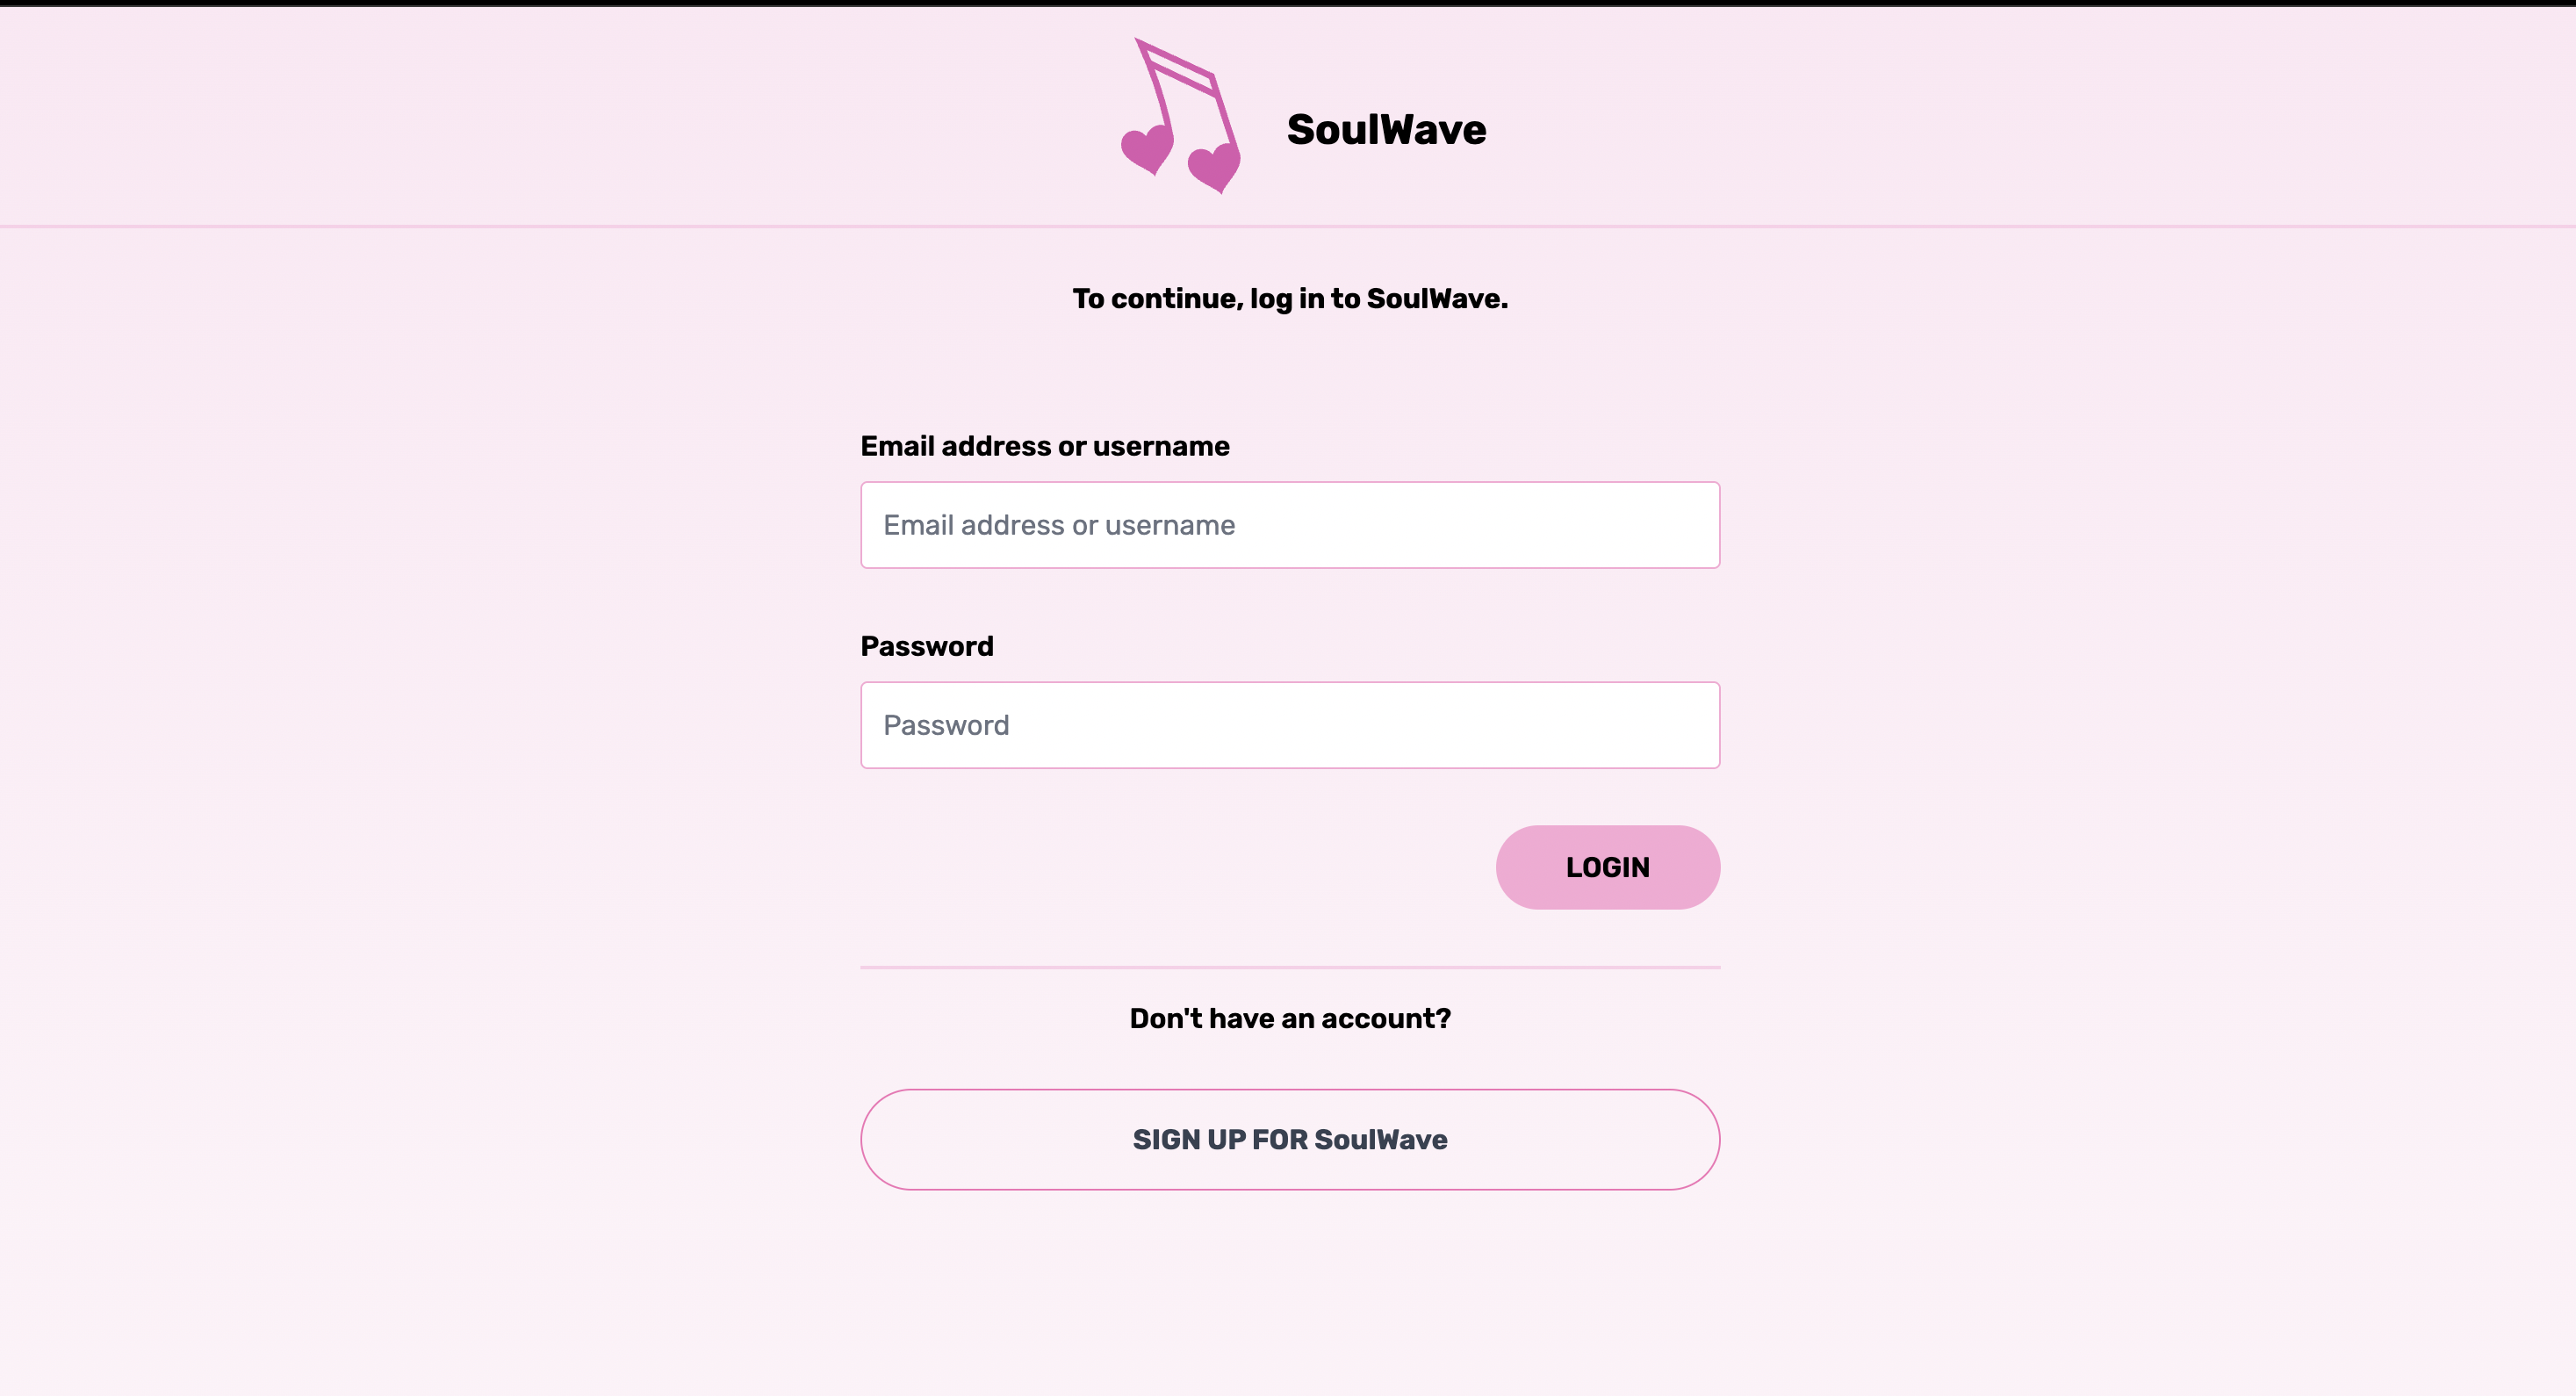 SoulWave
To continue, log in to SoulWave.
Email address or username
Email address or username
Password
Password
LOGIN
Don't have an account?
SIGN UP FOR SoulWave